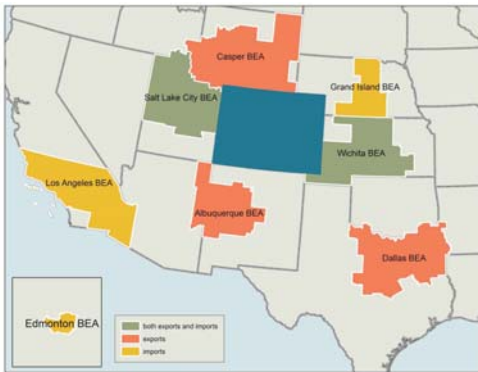 Casper BEA
Grand Island BEA
Salt Lake City BEA
Wichita BEA
Los Angeles BEA
Albuquerque BEA
Dallas BEA
Edmonton BEA
both exports and imports
exports
imports